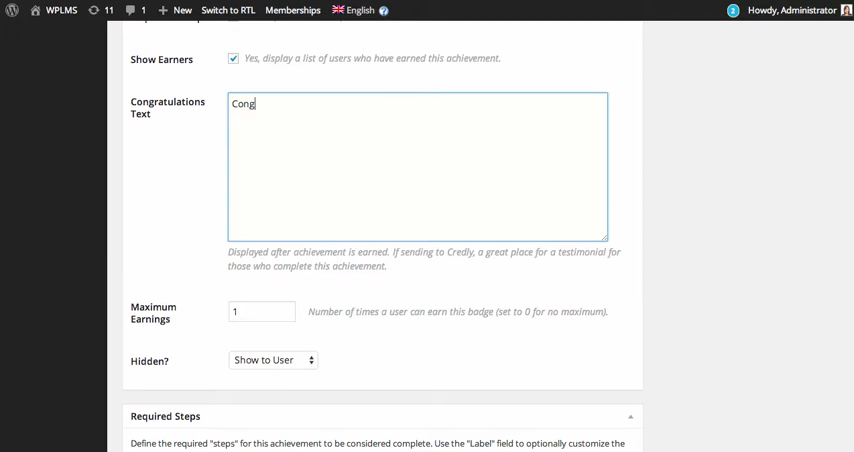 WPLMS 11 1 New Switch to RTL Memberships English ? 2 Howdy, Administrator
Show Earners Yes, display a list of users who have earned this achievement.
Congratulations Text
Cong
Displayed after achievement is earned. If sending to Credly, a great place for a testimonial for
those who complete this achievement.
Maximum Earnings
1 Number of times a user can earn this badge (set to 0 for no maximum).
Hidden? Show to User
Required Steps
Define the required "steps" for this achievement to be considered complete. Use the "Label" field to optionally customize the